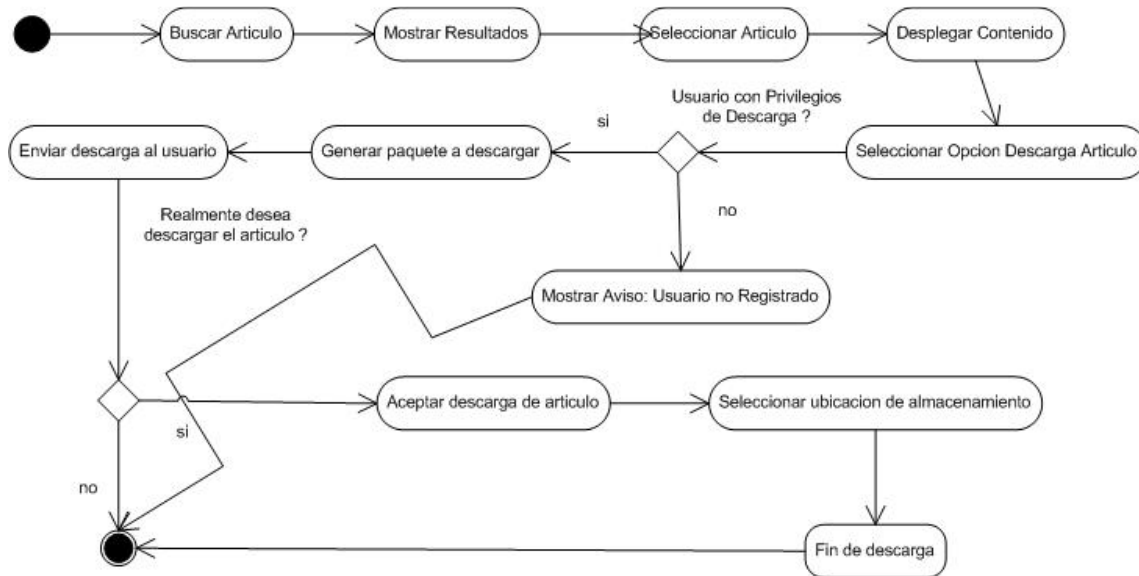 Buscar Articulo
Mostrar Resultados
Seleccionar Articulo
Desplegar Contenido
Usuario con Privilegios
de Descarga ?
Enviar descarga al usuario
Generar paquete a descargar
si
Seleccionar Opcion Descarga Articulo
no
Realmente desea
descargar el articulo ?
Mostrar Aviso: Usuario no Registrado
Aceptar descarga de articulo
Seleccionar ubicacion de almacenamiento
si
no
Fin de descarga